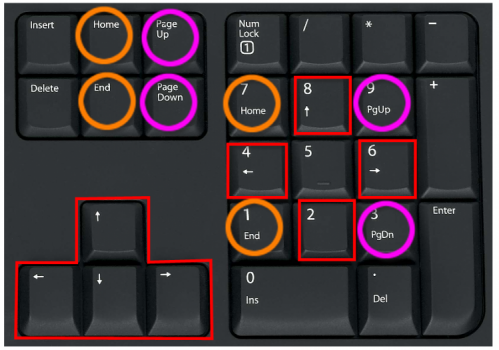 Insert
Home
Page
Up
Delete
End
Page
Down
↑
←
↓
→
Num
Lock
1
/
*
-
7
Home
8
↑
9
PgUp
+
4
←
5
6
→
1
End
2
3
PgDn
Enter
0
Ins
.
Del